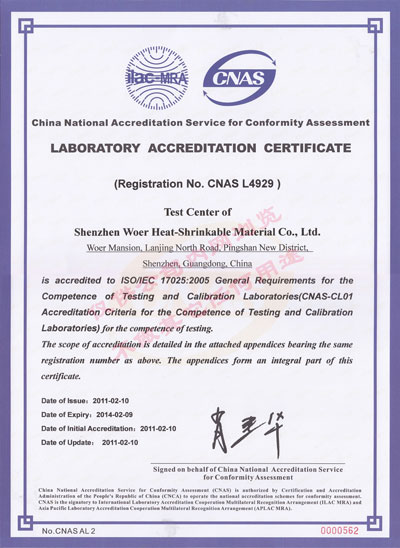 ilac-MRA
CNAS
China National Accreditation Service for Conformity Assessment
LABORATORY ACCREDITATION CERTIFICATE
(Registration No. CNAS L4929 )
Test Center of
Shenzhen Woer Heat-Shrinkable Material Co., Ltd.
Woer Mansion, Lanjing North Road, Pingshan New District,
Shenzhen, Guangdong, China
is accredited to ISO/IEC 17025:2005 General Requirements for the
Competence of Testing and Calibration Laboratories(CNAS-CL01
Accreditation Criteria for the Competence of Testing and Calibration
Laboratories) for the competence of testing.
The scope of accreditation is detailed in the attached appendices bearing the same
registration number as above. The appendices form an integral part of this
certificate.
Date of Issue: 2011-02-10
Date of Expiry: 2014-02-09
Date of Initial Accreditation: 2011-02-10
Date of Update: 2011-02-10
Signed on behalf of China National Accreditation Service
for Conformity Assessment
China National Accreditation Service for Conformity Assessment (CNAS) is authorized by Certification and Accreditation
Administration of the People's Republic of China (CNCA) to operate the national accreditation schemes for conformity assessment.
CNAS is the signatory to International Laboratory Accreditation Cooperation Multilateral Recognition Arrangement (ILAC MRA) and
Asia Pacific Laboratory Accreditation Cooperation Multilateral Recognition Arrangement (APLAC MRA).
No.CNAS AL 2
0000562